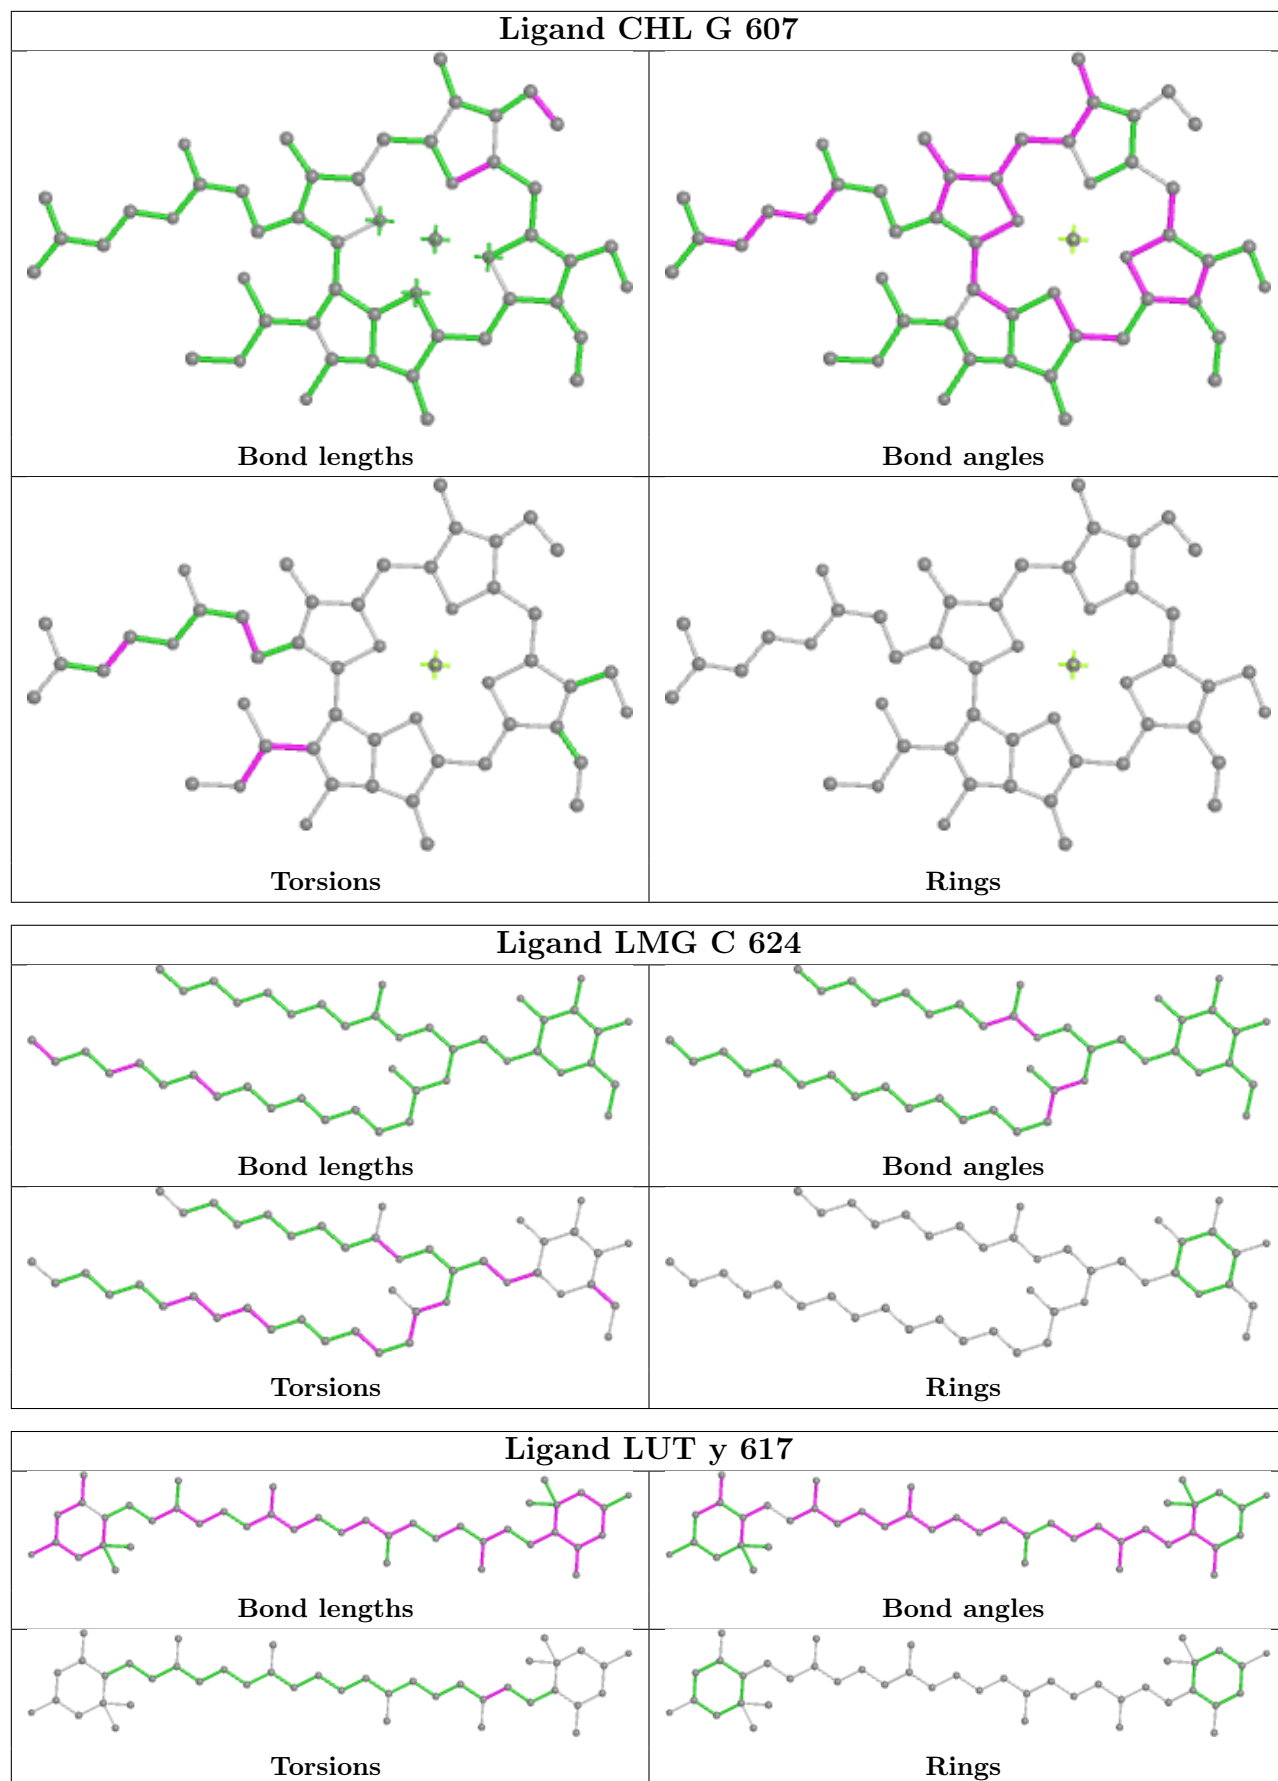 Ligand CHL G 607
Bond lengths
Bond angles
Torsions
Rings
Ligand LMG C 624
Bond lengths
Bond angles
Torsions
Rings
Ligand LUT y 617
Bond lengths
Bond angles
Torsions
Rings